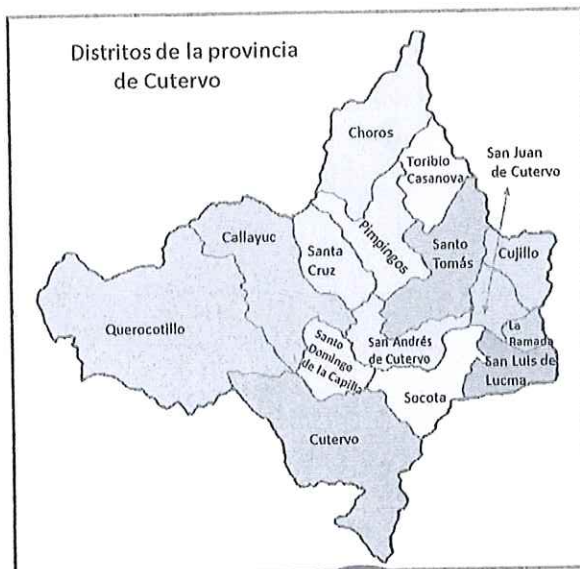 Distritos de la provincia
de Cutervo
Choros
Toribio
Casanova
San Juan
de Cutervo
Pimpingos
Callayuc
Santa
Cruz
Santo
Tomás
Cujillo
Querocotillo
Santo
Domingo
de la Capilla
San Andrés
de Cutervo
La
Ramada
San Luis de
Lucma
Socota
Cutervo